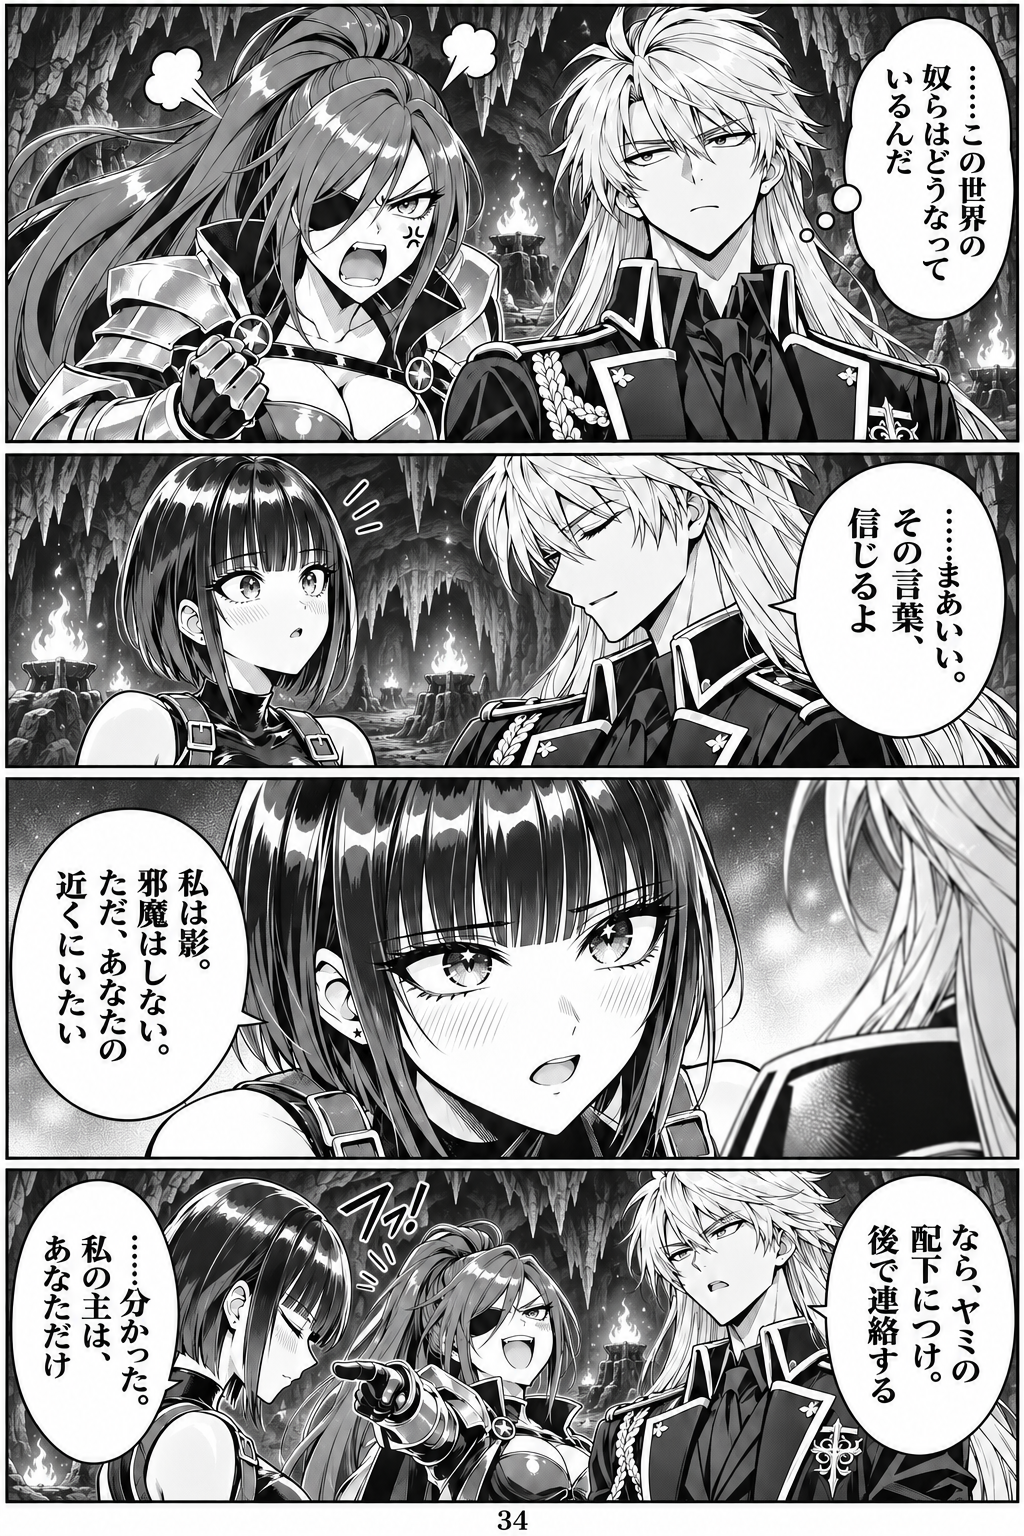 ……この世界の
奴らはどうなって
いるんだ
……まあいい。
その言葉、
信じるよ
私は影。
邪魔はしない。
ただ、あなたの
近くにいたい
なら、ヤミの
配下につけ。
後で連絡する
フッ!
……分かった。
私の主は、
あなただけ
34